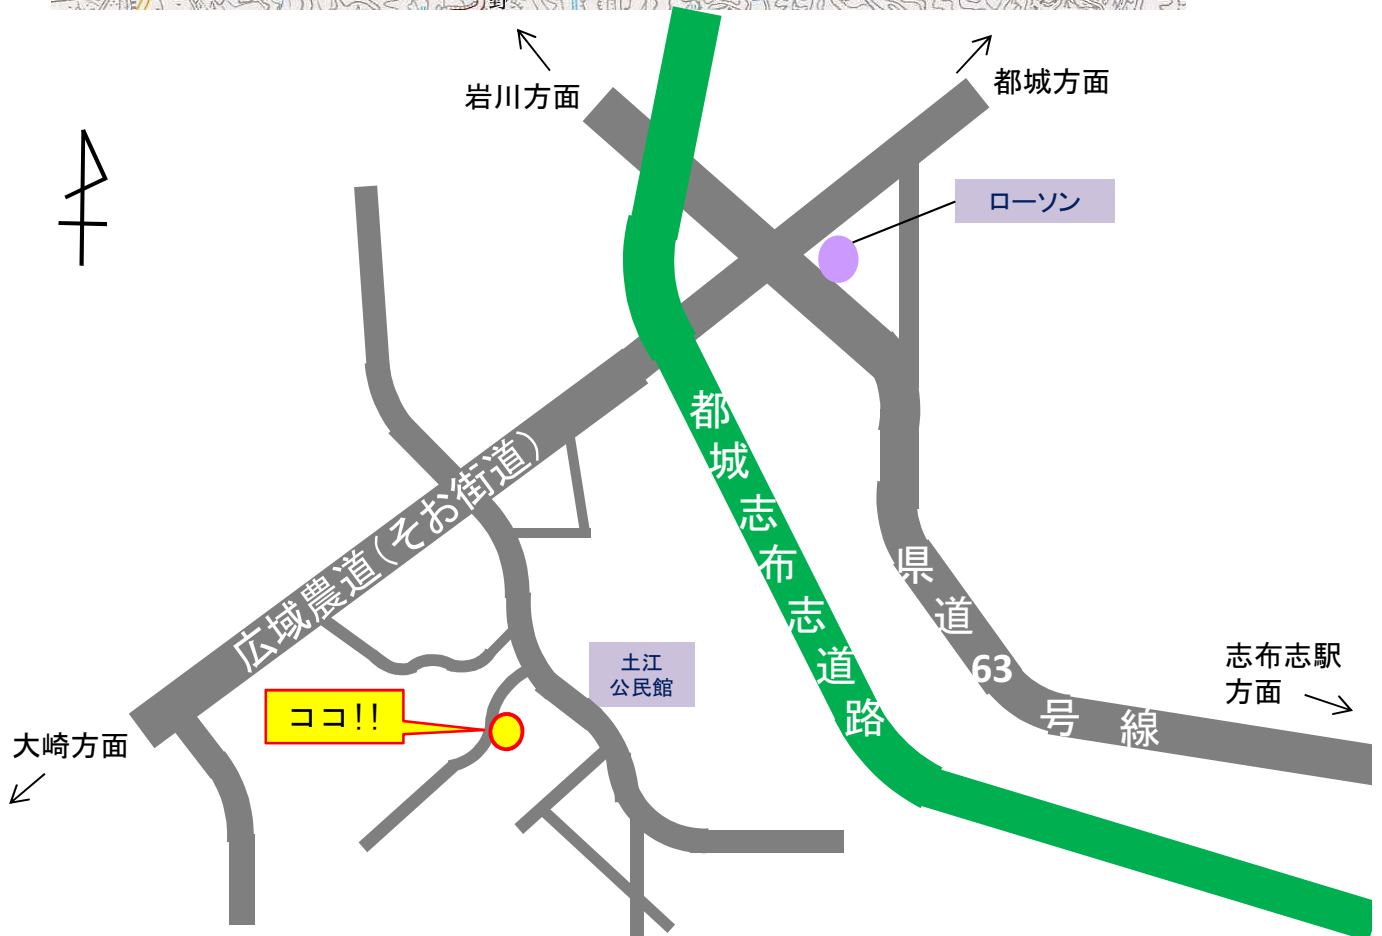 野
岩川方面
都城方面
ローソン
都城志布志道路
広域農道(そお街道)
県道63号線
土江
公民館
志布志駅
方面
ココ!!
大崎方面